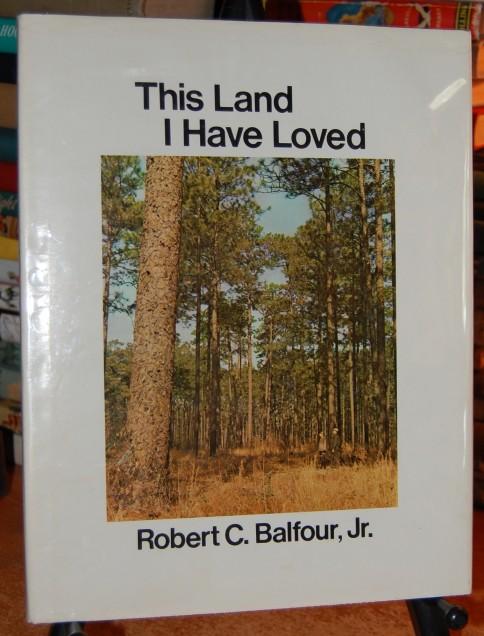 This Land
I Have Loved
Robert C. Balfour, Jr.